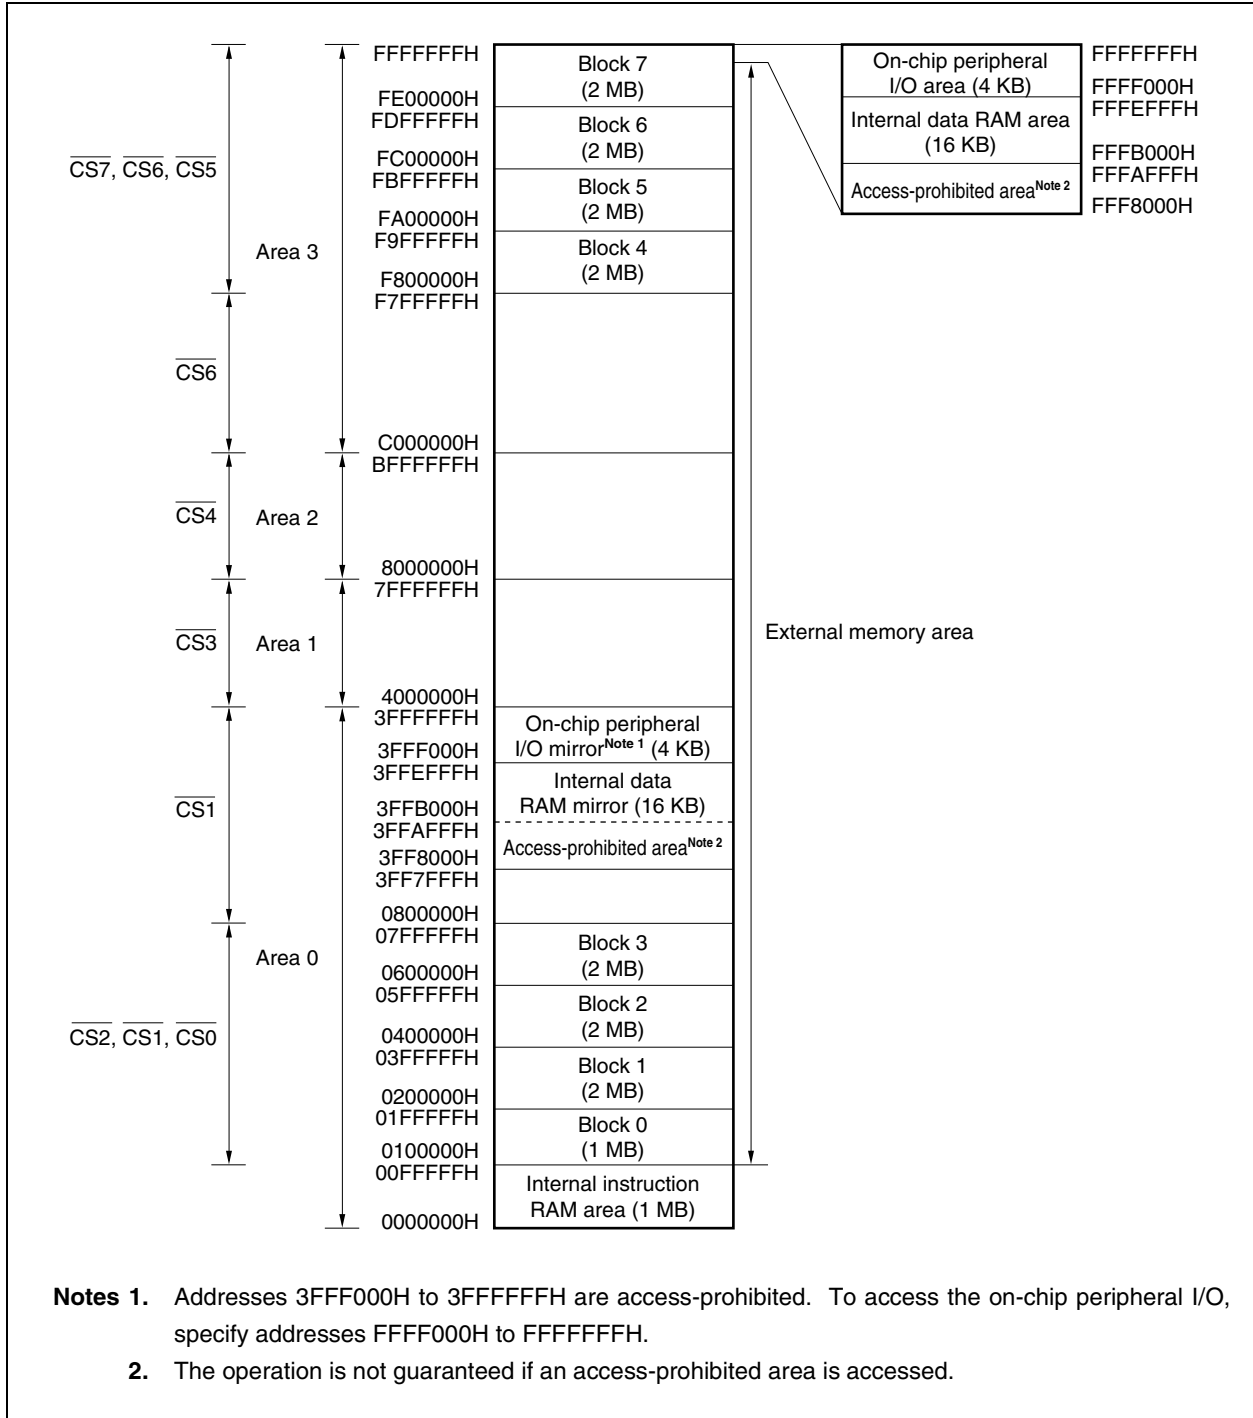 FFFFFFFH
Block 7
(2 MB)
FE00000H
FDFFFFFH
Block 6
(2 MB)
FC00000H
FBFFFFFH
Block 5
(2 MB)
FA00000H
F9FFFFFH
Block 4
(2 MB)
F800000H
F7FFFFFH
C000000H
BFFFFFFH
8000000H
7FFFFFFH
4000000H
3FFFFFFH
On-chip peripheral
I/O mirror Note 1 (4 KB)
3FFF000H
3FFEFFFH
Internal data
RAM mirror (16 KB)
3FFB000H
3FFAFFFH
Access-prohibited area Note 2
3FF8000H
3FF7FFFH
0800000H
07FFFFFH
Block 3
(2 MB)
0600000H
05FFFFFH
Block 2
(2 MB)
0400000H
03FFFFFH
Block 1
(2 MB)
0200000H
01FFFFFH
Block 0
(1 MB)
0100000H
00FFFFFH
Internal instruction
RAM area (1 MB)
0000000H
CS7, CS6, CS5
CS6
CS4
CS3
CS1
CS2, CS1, CS0
Area 3
Area 2
Area 1
Area 0
External memory area
On-chip peripheral
I/O area (4 KB)
Internal data RAM area
(16 KB)
Access-prohibited area Note 2
FFFFFFFH
FFFF000H
FFFEFFFH
FFFB000H
FFFAFFFH
FFF8000H
Notes 1. Addresses 3FFF000H to 3FFFFFFH are access-prohibited. To access the on-chip peripheral I/O,
specify addresses FFFF000H to FFFFFFFH.
2. The operation is not guaranteed if an access-prohibited area is accessed.